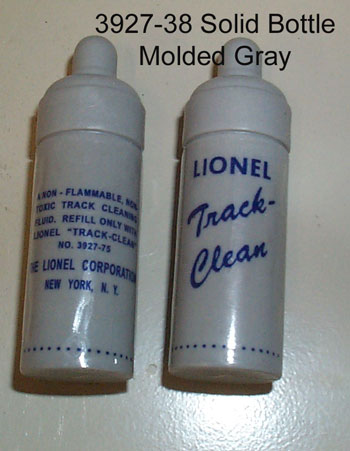 3927-38 Solid Bottle
Molded Gray
A NON - FLAMMABLE, NON-
TOXIC TRACK CLEANING
FLUID. REFILL ONLY WITH
LIONEL "TRACK-CLEAN"
NO. 3927-75
THE LIONEL CORPORATION
NEW YORK, N. Y.
LIONEL
Track-
Clean